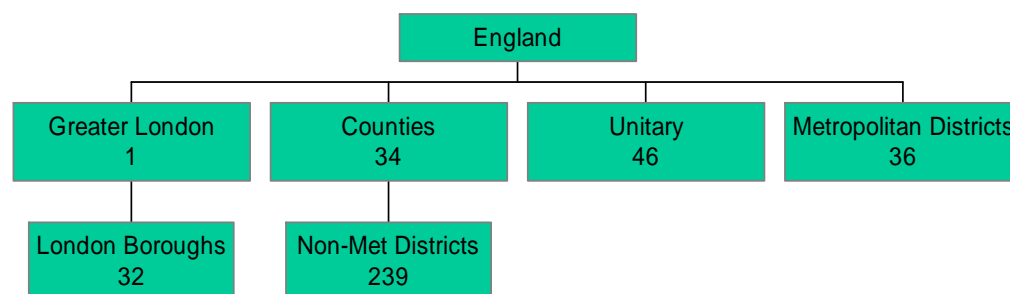 England
Greater London
1
Counties
34
Unitary
46
Metropolitan Districts
36
London Boroughs
32
Non-Met Districts
239